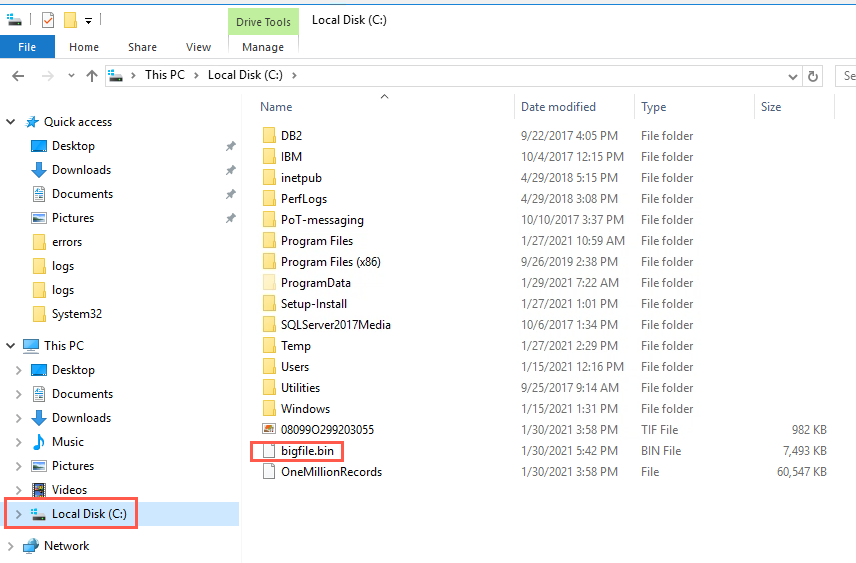 Drive Tools Local Disk (C:)
File Home Share View Manage
This PC Local Disk (C:) Se
Name Date modified Type Size
Quick access
Desktop
Downloads
Documents
Pictures
errors
logs
logs
System32
This PC
Desktop
Documents
Downloads
Music
Pictures
Videos
Local Disk (C:)
Network
DB2 9/22/2017 4:05 PM File folder
IBM 10/4/2017 12:15 PM File folder
inetpub 4/29/2018 5:15 PM File folder
PerfLogs 4/29/2018 3:08 PM File folder
PoT-messaging 10/10/2017 3:37 PM File folder
Program Files 1/27/2021 10:59 AM File folder
Program Files (x86) 9/26/2019 2:38 PM File folder
ProgramData 1/29/2021 7:22 AM File folder
Setup-Install 1/27/2021 1:01 PM File folder
SQLServer2017Media 10/6/2017 1:34 PM File folder
Temp 1/27/2021 2:29 PM File folder
Users 1/15/2021 12:16 PM File folder
Utilities 9/25/2017 9:14 AM File folder
Windows 1/15/2021 1:31 PM File folder
08099O299203055 1/30/2021 3:58 PM TIF File 982 KB
bigfile.bin 1/30/2021 5:42 PM BIN File 7,493 KB
OneMillionRecords 1/30/2021 3:58 PM File 60,547 KB